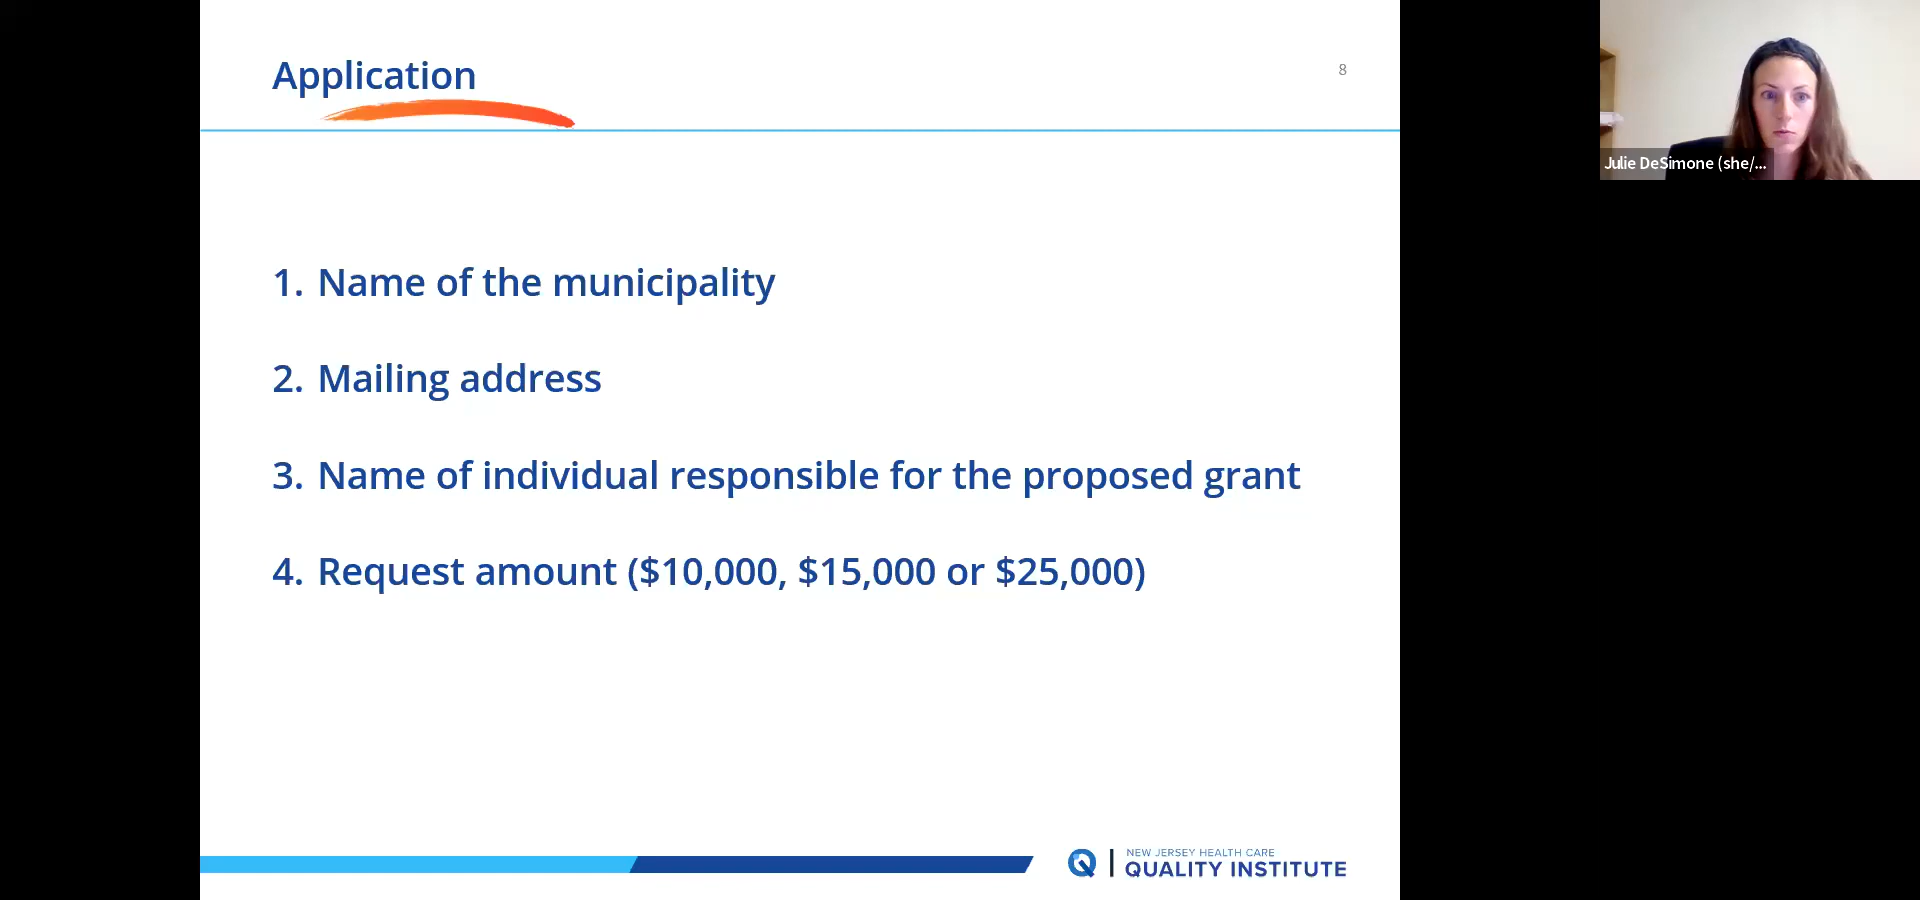 Application
8
1. Name of the municipality
2. Mailing address
3. Name of individual responsible for the proposed grant
4. Request amount ($10,000, $15,000 or $25,000)
NEW JERSEY HEALTH CARE
QUALITY INSTITUTE
Julie DeSimone (she/...